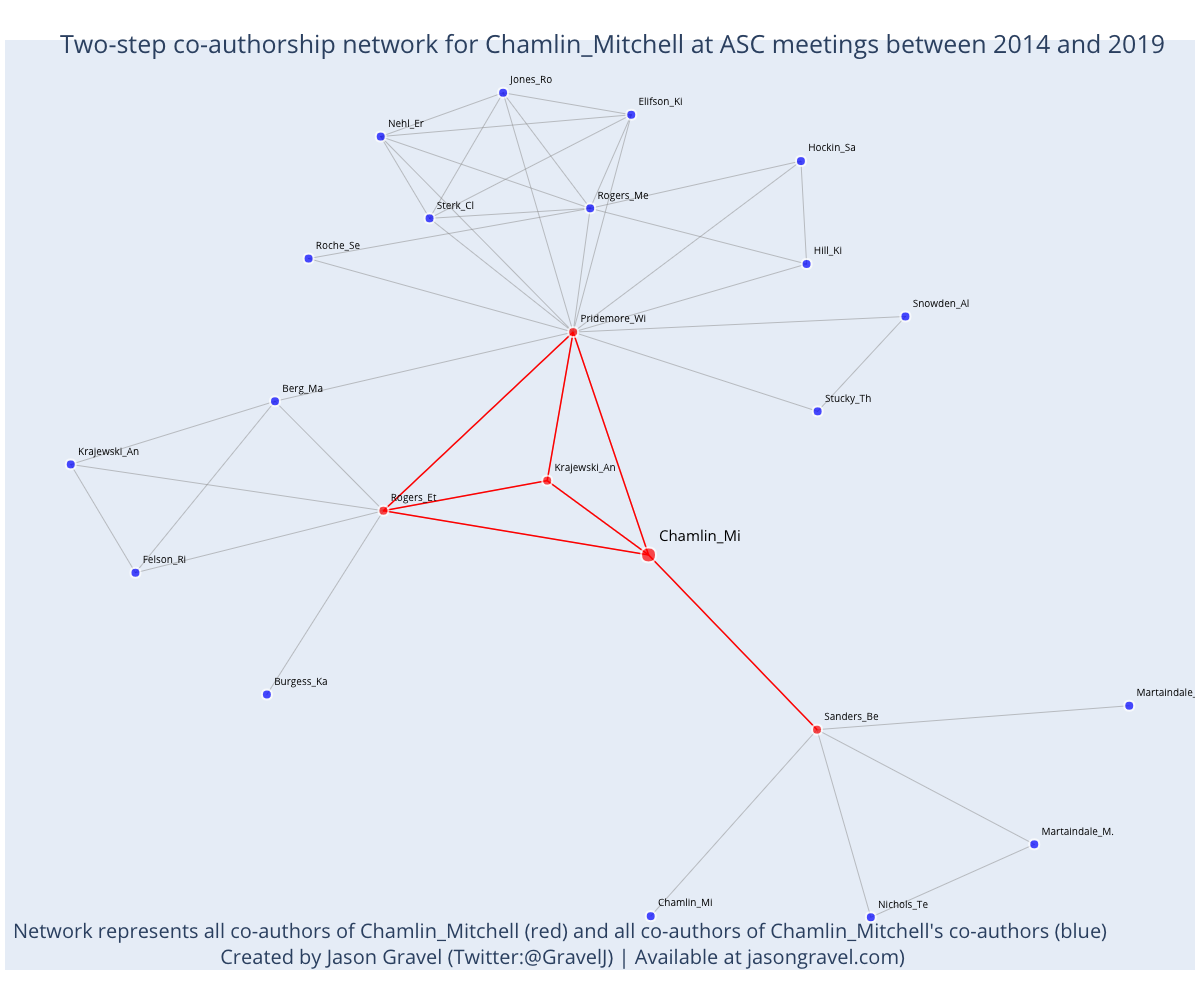 Two-step co-authorship network for Chamlin_Mitchell at ASC meetings between 2014 and 2019
Jones_Ro
Elifson_Ki
Nehl_Er
Hockin_Sa
Rogers_Me
Sterk_Cl
Roche_Se
Hill_Ki
Snowden_Al
Pridemore_Wi
Berg_Ma
Stucky_Th
Krajewski_An
Krajewski_An
Rogers_Et
Chamlin_Mi
Felson_Ri
Burgess_Ka
Martaindale_
Sanders_Be
Martaindale_M.
Chamlin_Mi
Nichols_Te
Network represents all co-authors of Chamlin_Mitchell (red) and all co-authors of Chamlin_Mitchell's co-authors (blue)
Created by Jason Gravel (Twitter:@GravelJ) | Available at jasongravel.com)